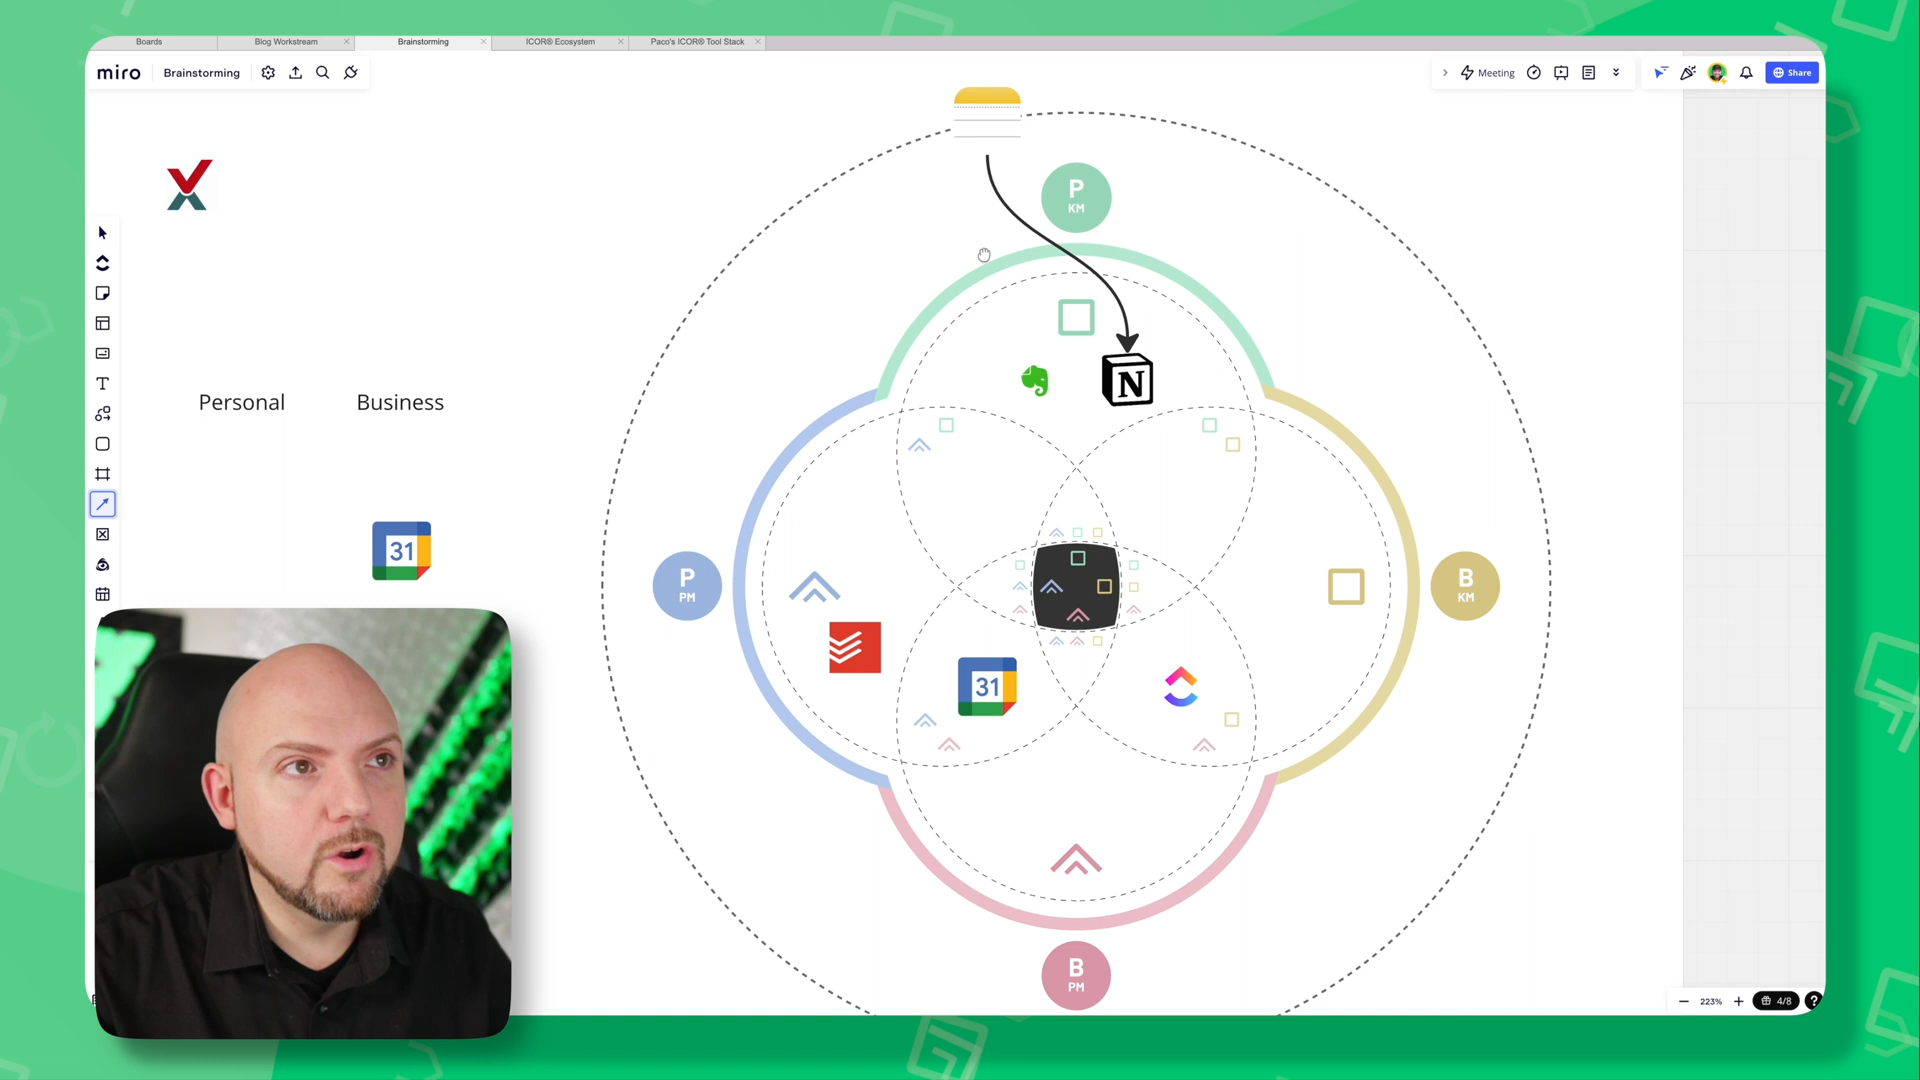 Boards
Blog Workstream
Brainstorming
ICOR® Ecosystem
Paco's ICOR® Tool Stack
miro
Brainstorming
Meeting
Share
P
KM
N
Personal
Business
31
P
PM
B
KM
31
B
PM
223%
4/8
?